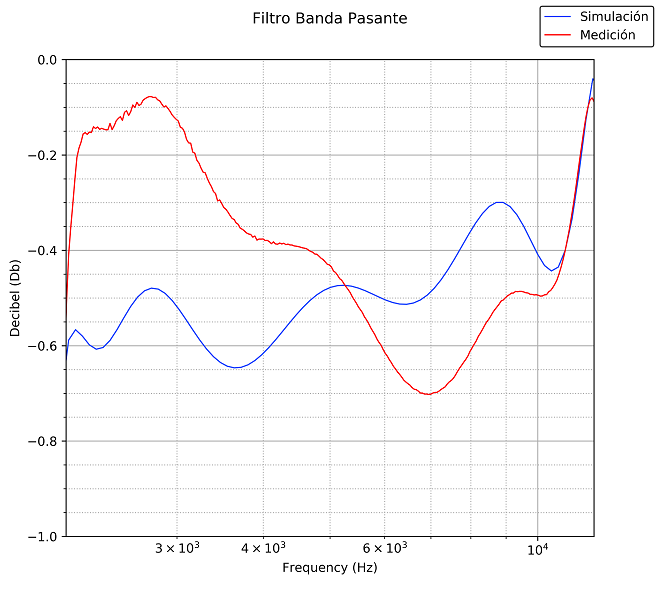 Filtro Banda Pasante
Simulación
Medición
0.0
−0.2
−0.4
−0.6
−0.8
−1.0
Decibel (Db)
3 × 10³
4 × 10³
6 × 10³
10⁴
Frequency (Hz)